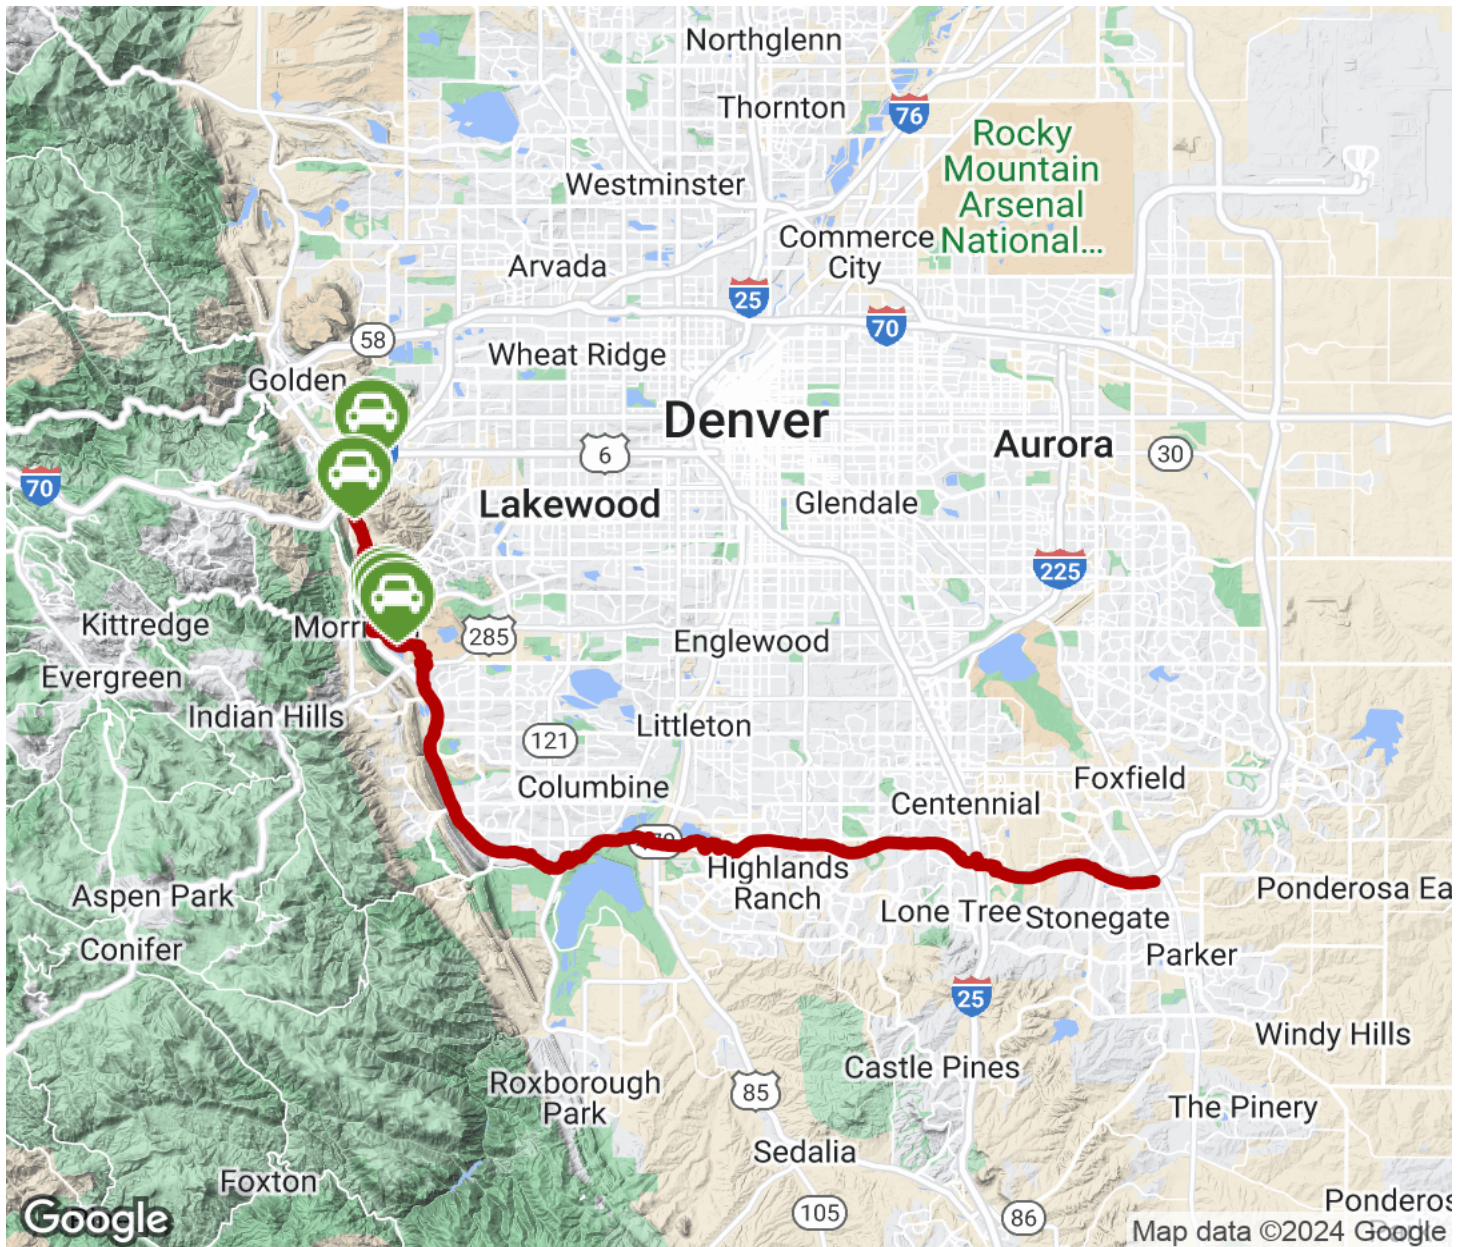 Northglenn
Thornton
76
Rocky
Mountain
Arsenal
National...
Westminster
Commerce
City
Arvada
25
70
58
Wheat Ridge
Golden
Denver
Aurora
30
6
70
Lakewood
Glendale
225
Kittredge
285
Englewood
Evergreen
Indian Hills
Littleton
121
Foxfield
Columbine
Centennial
Highlands
Ranch
Aspen Park
Ponderosa Ea
Lone Tree
Stonegate
Conifer
Parker
25
Windy Hills
Castle Pines
Roxborough
Park
85
The Pinery
Sedalia
Foxton
Ponderos
105
86
Google
Map data ©2024 Google